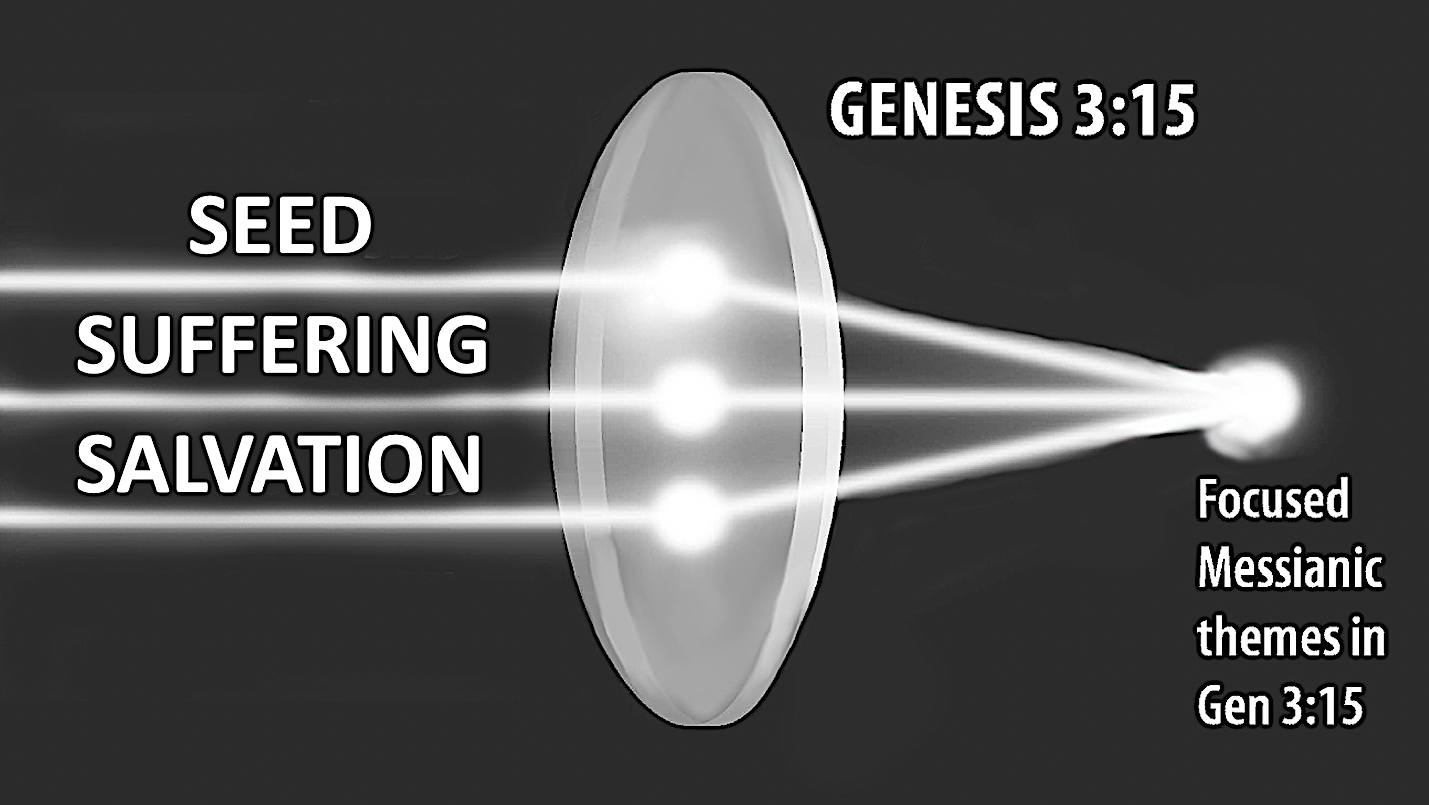 GENESIS 3:15
SEED
SUFFERING
SALVATION
Focused
Messianic
themes in
Gen 3:15